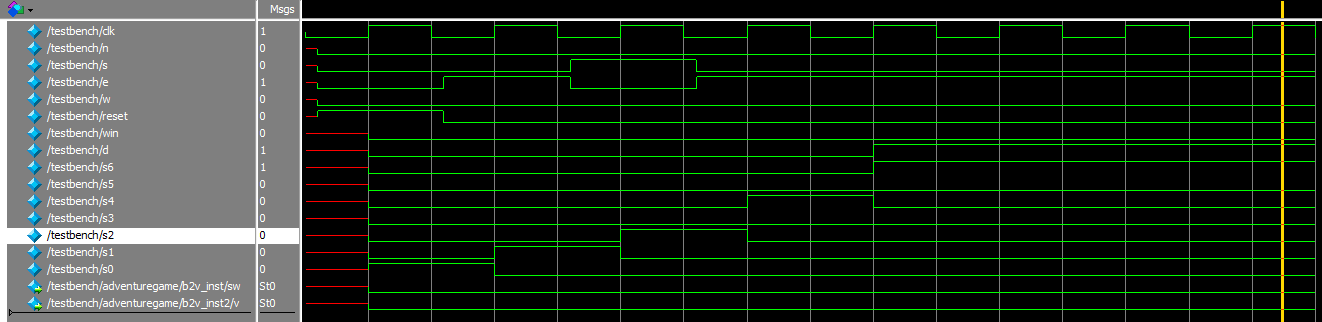 Msgs
/testbench/clk 1
/testbench/n 0
/testbench/s 0
/testbench/e 1
/testbench/w 0
/testbench/reset 0
/testbench/win 0
/testbench/d 1
/testbench/s6 1
/testbench/s5 0
/testbench/s4 0
/testbench/s3 0
/testbench/s2 0
/testbench/s1 0
/testbench/s0 0
/testbench/adventuregame/b2v_inst/sw St0
/testbench/adventuregame/b2v_inst2/v St0